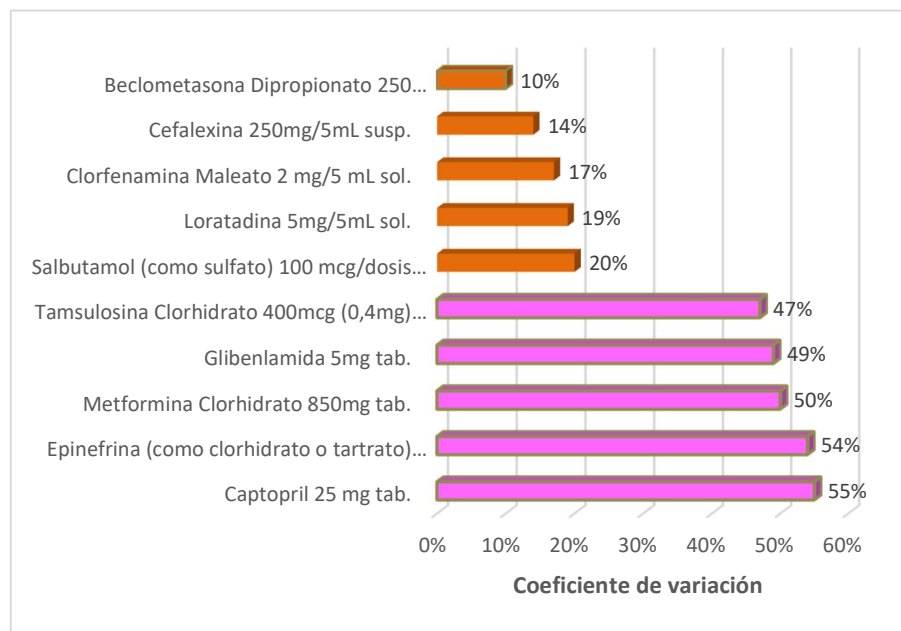 Beclometasona Dipropionato 250... 10%
Cefalexina 250mg/5mL susp. 14%
Clorfenamina Maleato 2 mg/5 mL sol. 17%
Loratadina 5mg/5mL sol. 19%
Salbutamol (como sulfato) 100 mcg/dosis... 20%
Tamsulosina Clorhidrato 400mcg (0,4mg)... 47%
Glibenlamida 5mg tab. 49%
Metformina Clorhidrato 850mg tab. 50%
Epinefrina (como clorhidrato o tartrato)... 54%
Captopril 25 mg tab. 55%
0% 10% 20% 30% 40% 50% 60%
Coeficiente de variación